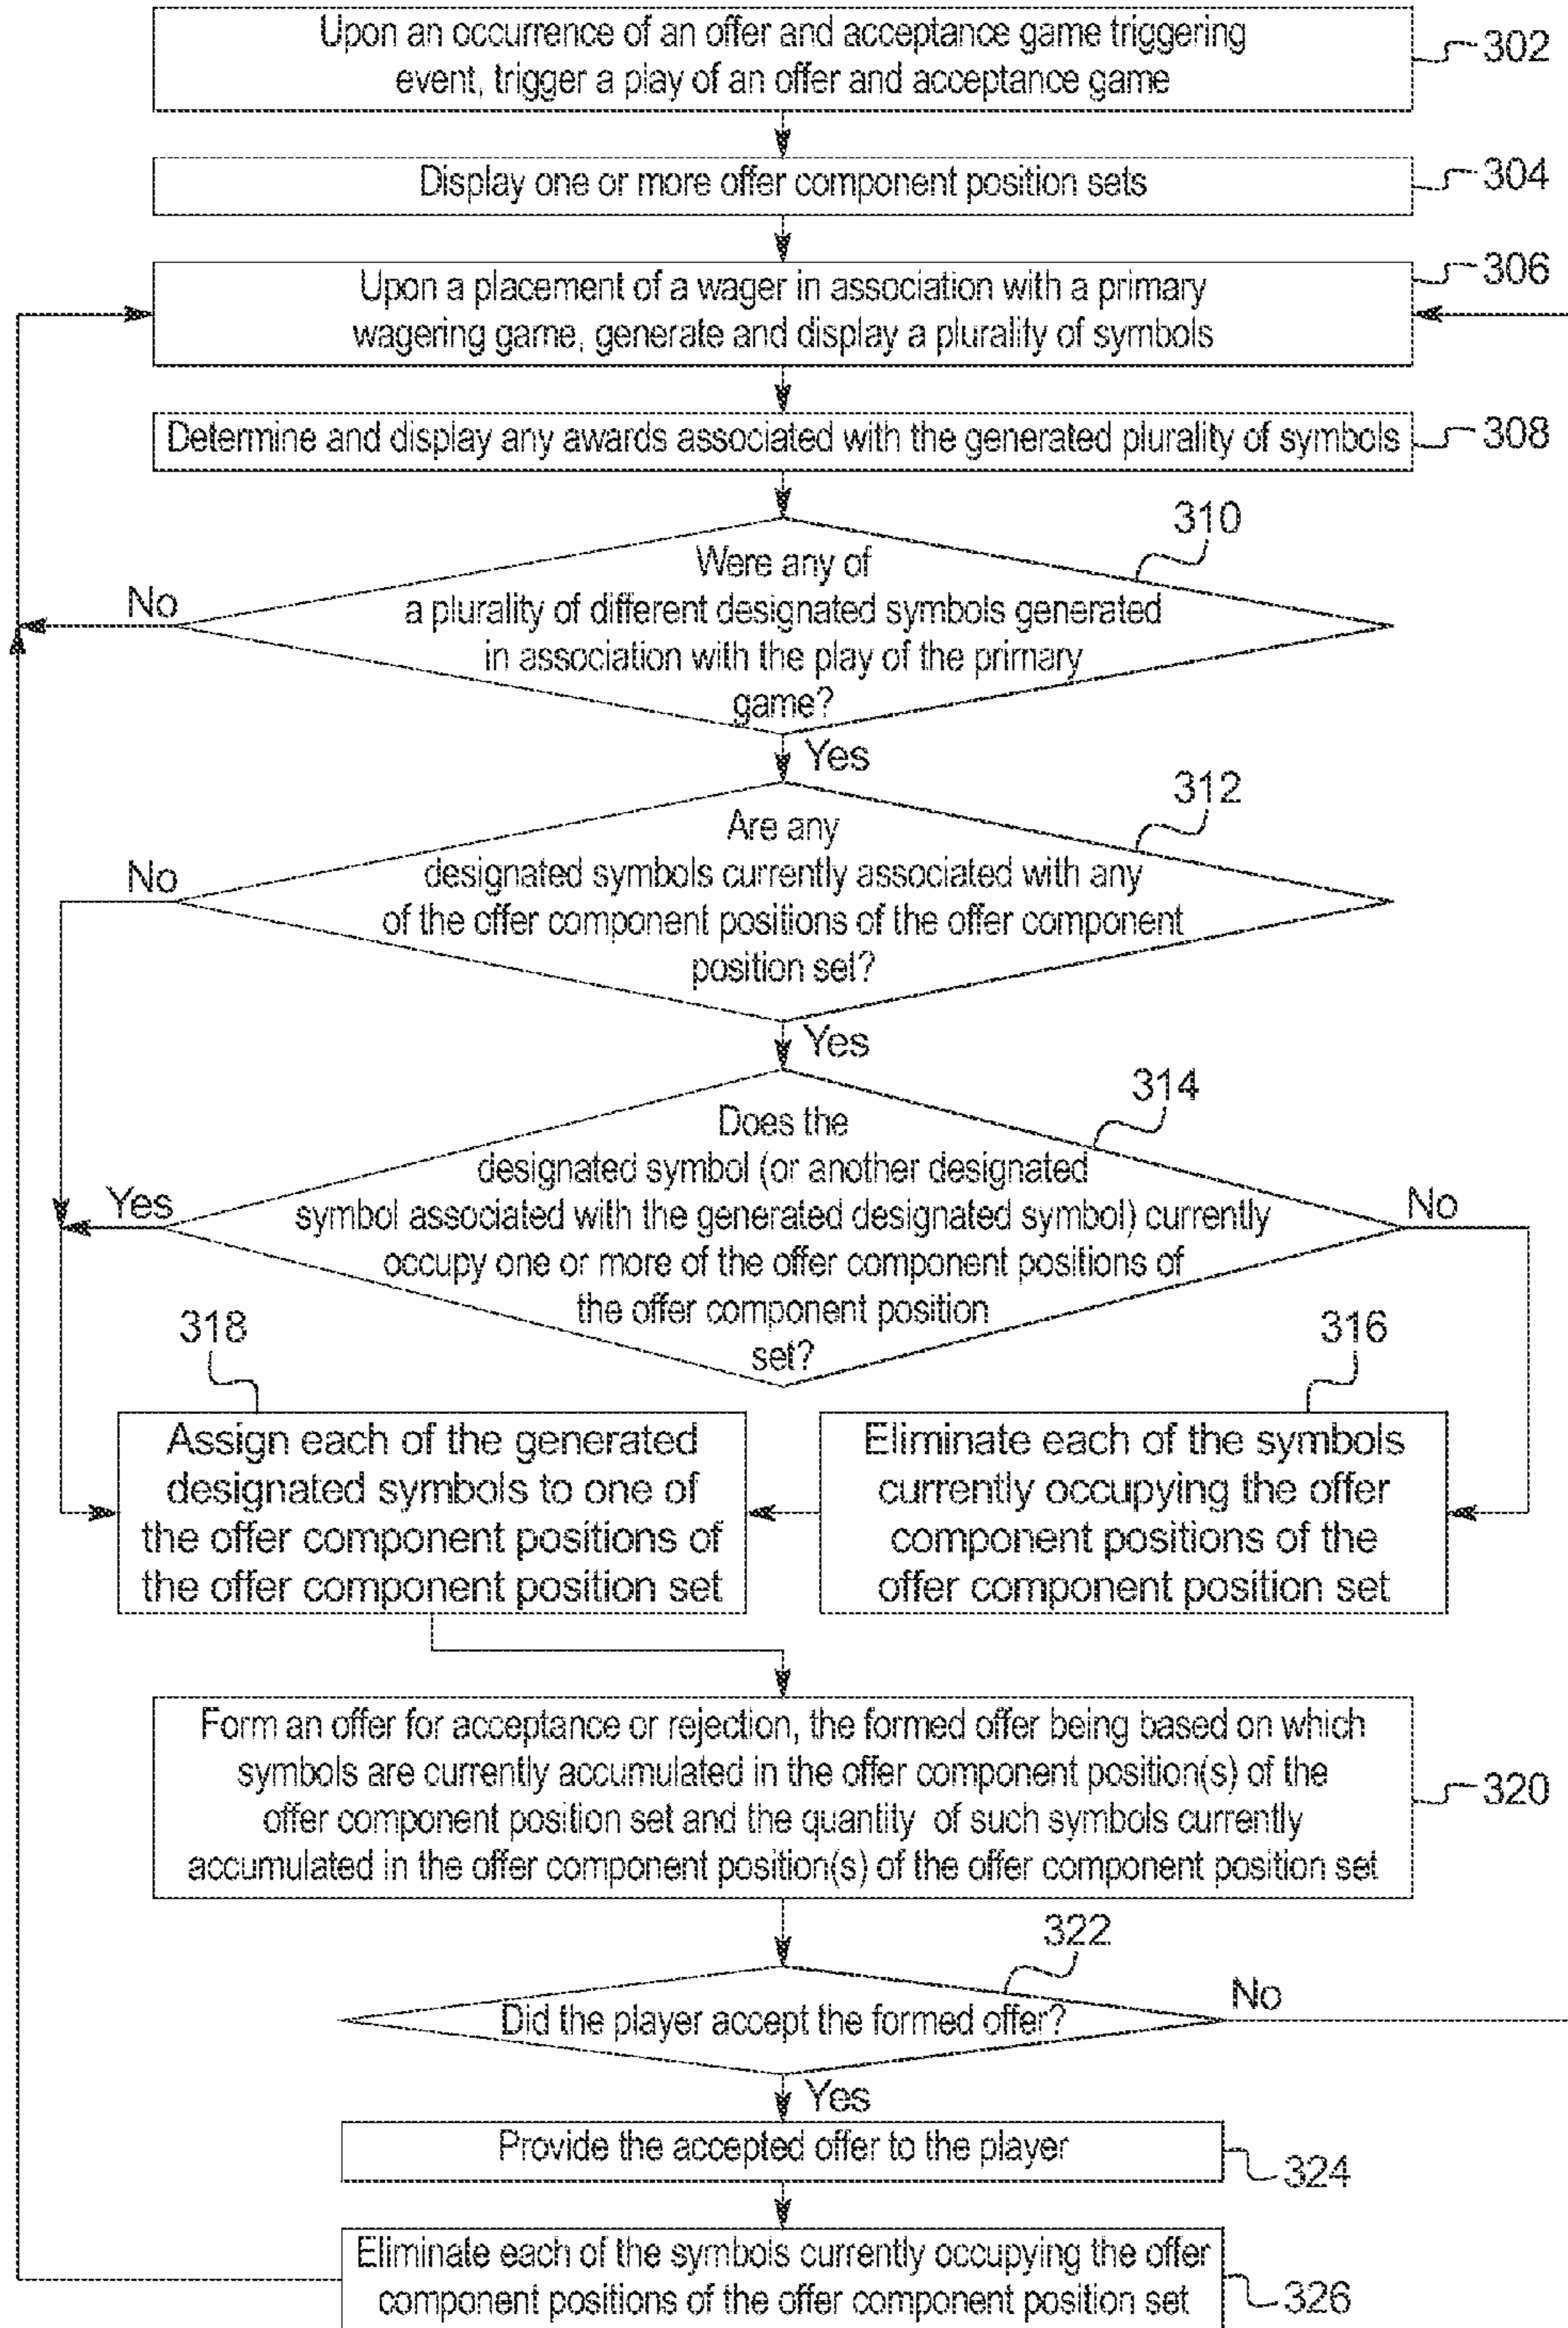 Upon an occurrence of an offer and acceptance game triggering
event, trigger a play of an offer and acceptance game
302
Display one or more offer component position sets
304
306
Upon a placement of a wager in association with a primary
wagering game, generate and display a plurality of symbols
Determine and display any awards associated with the generated plurality of symbols
308
310
Were any of
a plurality of different designated symbols generated
in association with the play of the primary
game?
No
Yes
312
Are any
designated symbols currently associated with any
of the offer component positions of the offer component
position set?
No
Yes
314
Does the
designated symbol (or another designated
symbol associated with the generated designated symbol) currently
occupy one or more of the offer component positions of
the offer component position
set?
Yes
No
318
Assign each of the generated
designated symbols to one of
the offer component positions of
the offer component position set
316
Eliminate each of the symbols
currently occupying the offer
component positions of the
offer component position set
Form an offer for acceptance or rejection, the formed offer being based on which
symbols are currently accumulated in the offer component position(s) of the
offer component position set and the quantity of such symbols currently
accumulated in the offer component position(s) of the offer component position set
320
322
Did the player accept the formed offer?
No
Yes
Provide the accepted offer to the player
324
Eliminate each of the symbols currently occupying the offer
component positions of the offer component position set
326